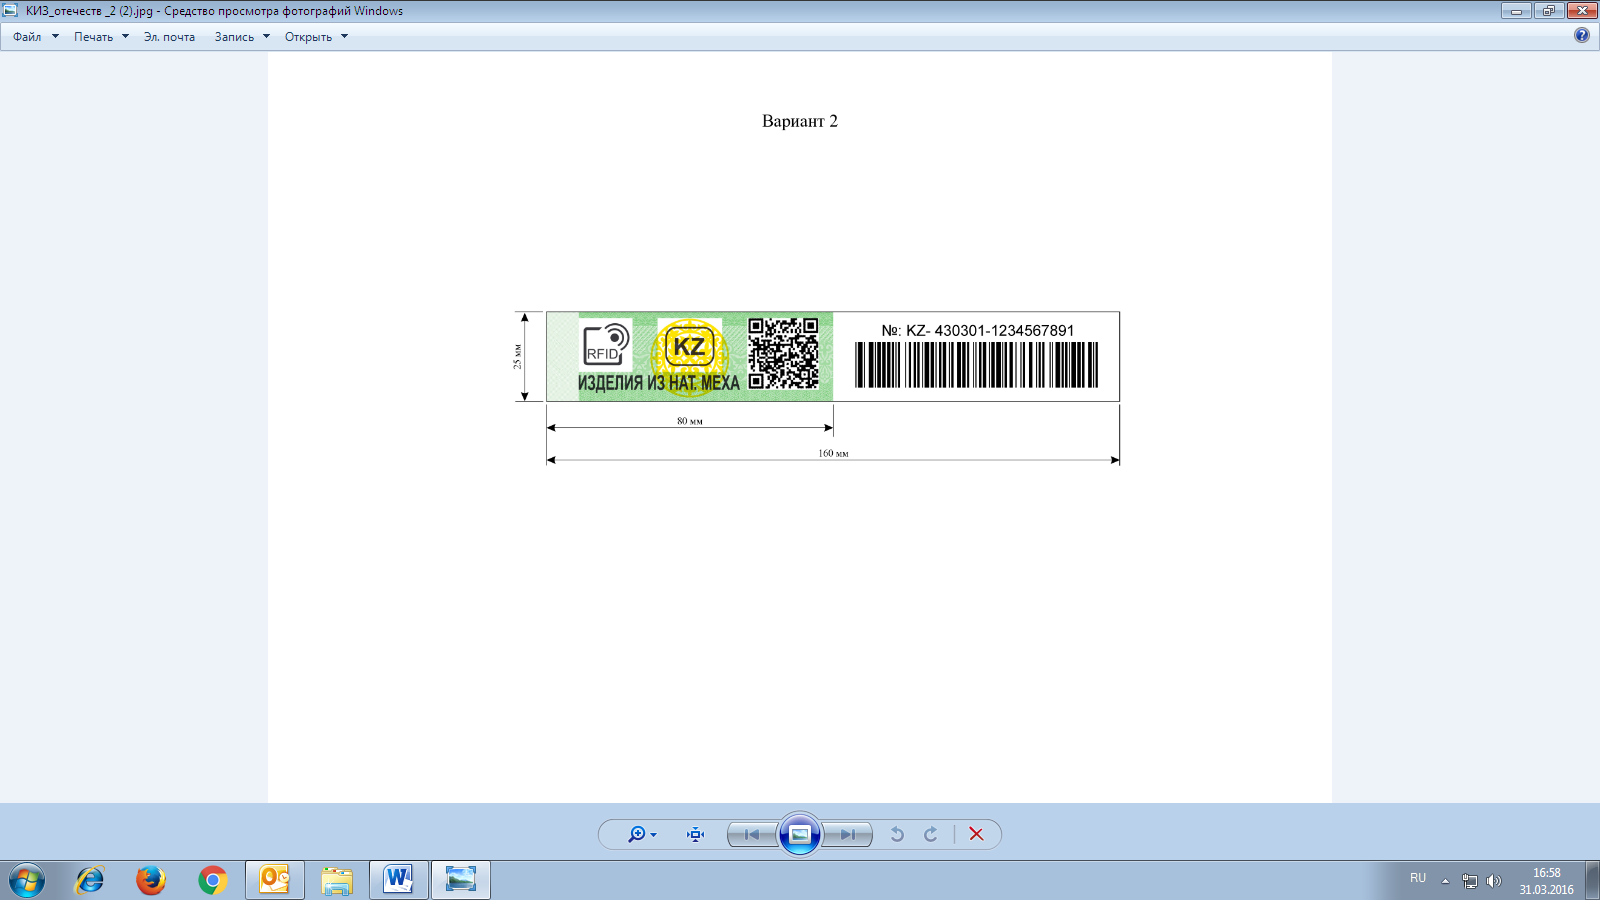 КИЗ_отечеств _2 (2).jpg - Средство просмотра фотографий Windows
Файл Печать Эл. почта Запись Открыть
Вариант 2
25 мм
RFID
KZ
ИЗДЕЛИЯ ИЗ НАТ. МЕХА
№: KZ- 430301-1234567891
80 мм
160 мм
RU
16:58
31.03.2016